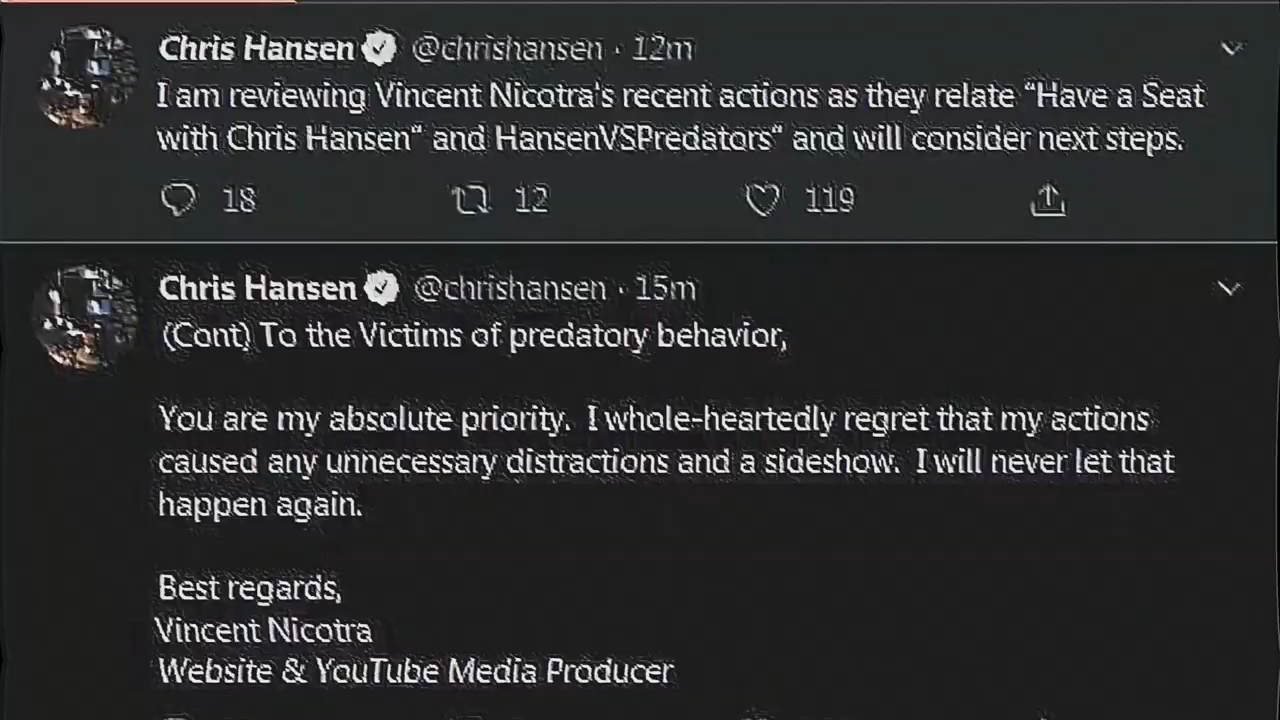 Chris Hansen @chrishansen · 12m
I am reviewing Vincent Nicotra's recent actions as they relate “Have a Seat
with Chris Hansen“ and HansenVSPredators“ and will consider next steps.
18 12 119
Chris Hansen @chrishansen · 15m
(Cont) To the Victims of predatory behavior,
You are my absolute priority. I whole-heartedly regret that my actions
caused any unnecessary distractions and a sideshow. I will never let that
happen again.
Best regards,
Vincent Nicotra
Website & YouTube Media Producer